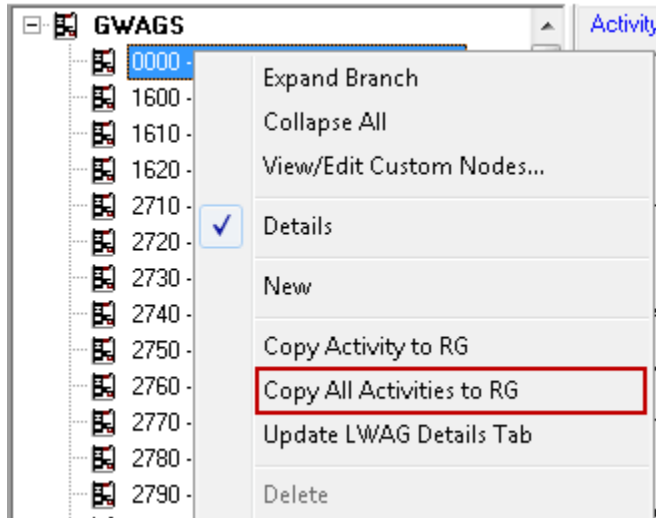 GWAGS
Activity
0000 -
1600 -
1610 -
1620 -
2710 -
2720 -
2730 -
2740 -
2750 -
2760 -
2770 -
2780 -
2790 -
Expand Branch
Collapse All
View/Edit Custom Nodes...
Details
New
Copy Activity to RG
Copy All Activities to RG
Update LWAG Details Tab
Delete